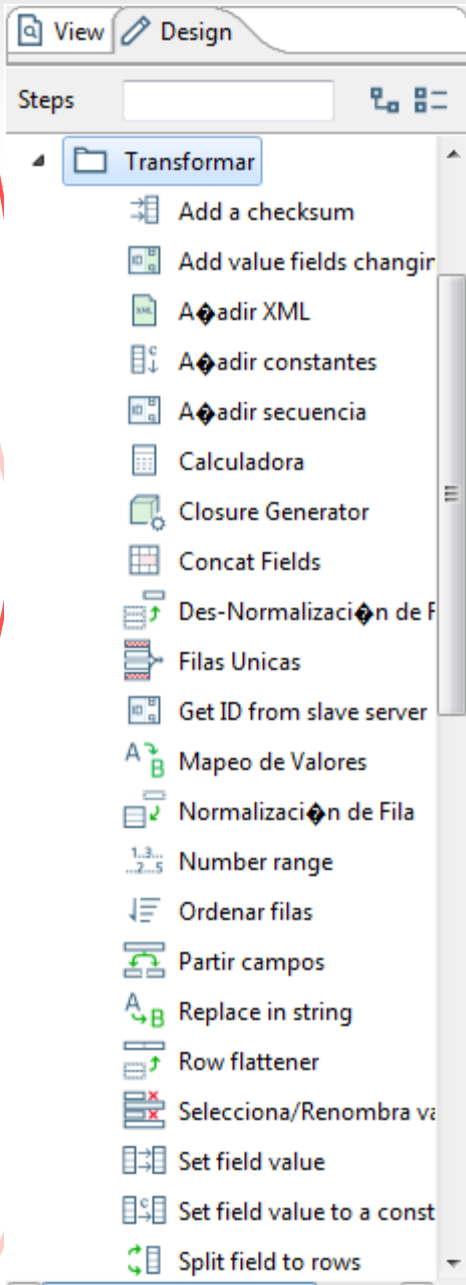 View Design
Steps
Transformar
Add a checksum
Add value fields changin
A�adir XML
A�adir constantes
A�adir secuencia
Calculadora
Closure Generator
Concat Fields
Des-Normalizaci�n de F
Filas Unicas
Get ID from slave server
Mapeo de Valores
Normalizaci�n de Fila
Number range
Ordenar filas
Partir campos
Replace in string
Row flattener
Selecciona/Renombra va
Set field value
Set field value to a const
Split field to rows